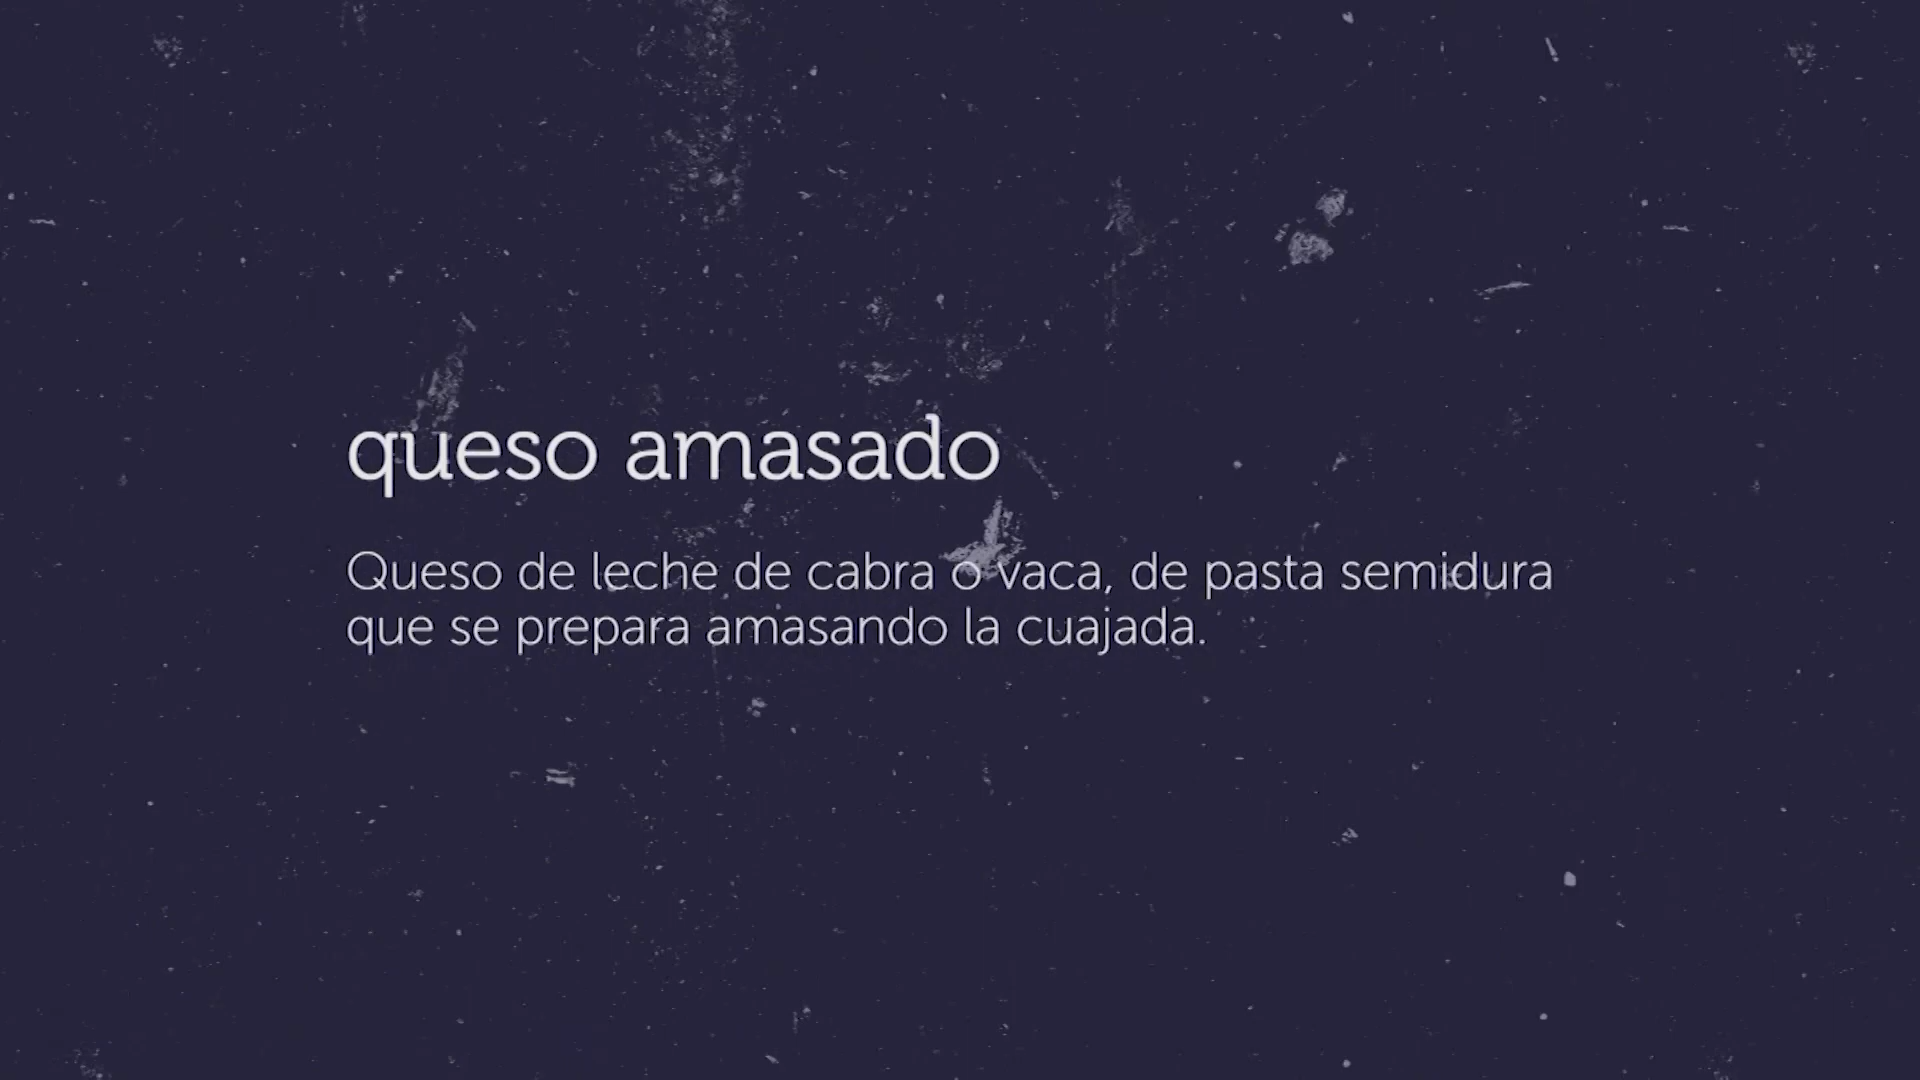 queso amasado
Queso de leche de cabra o vaca, de pasta semidura
que se prepara amasando la cuajada.